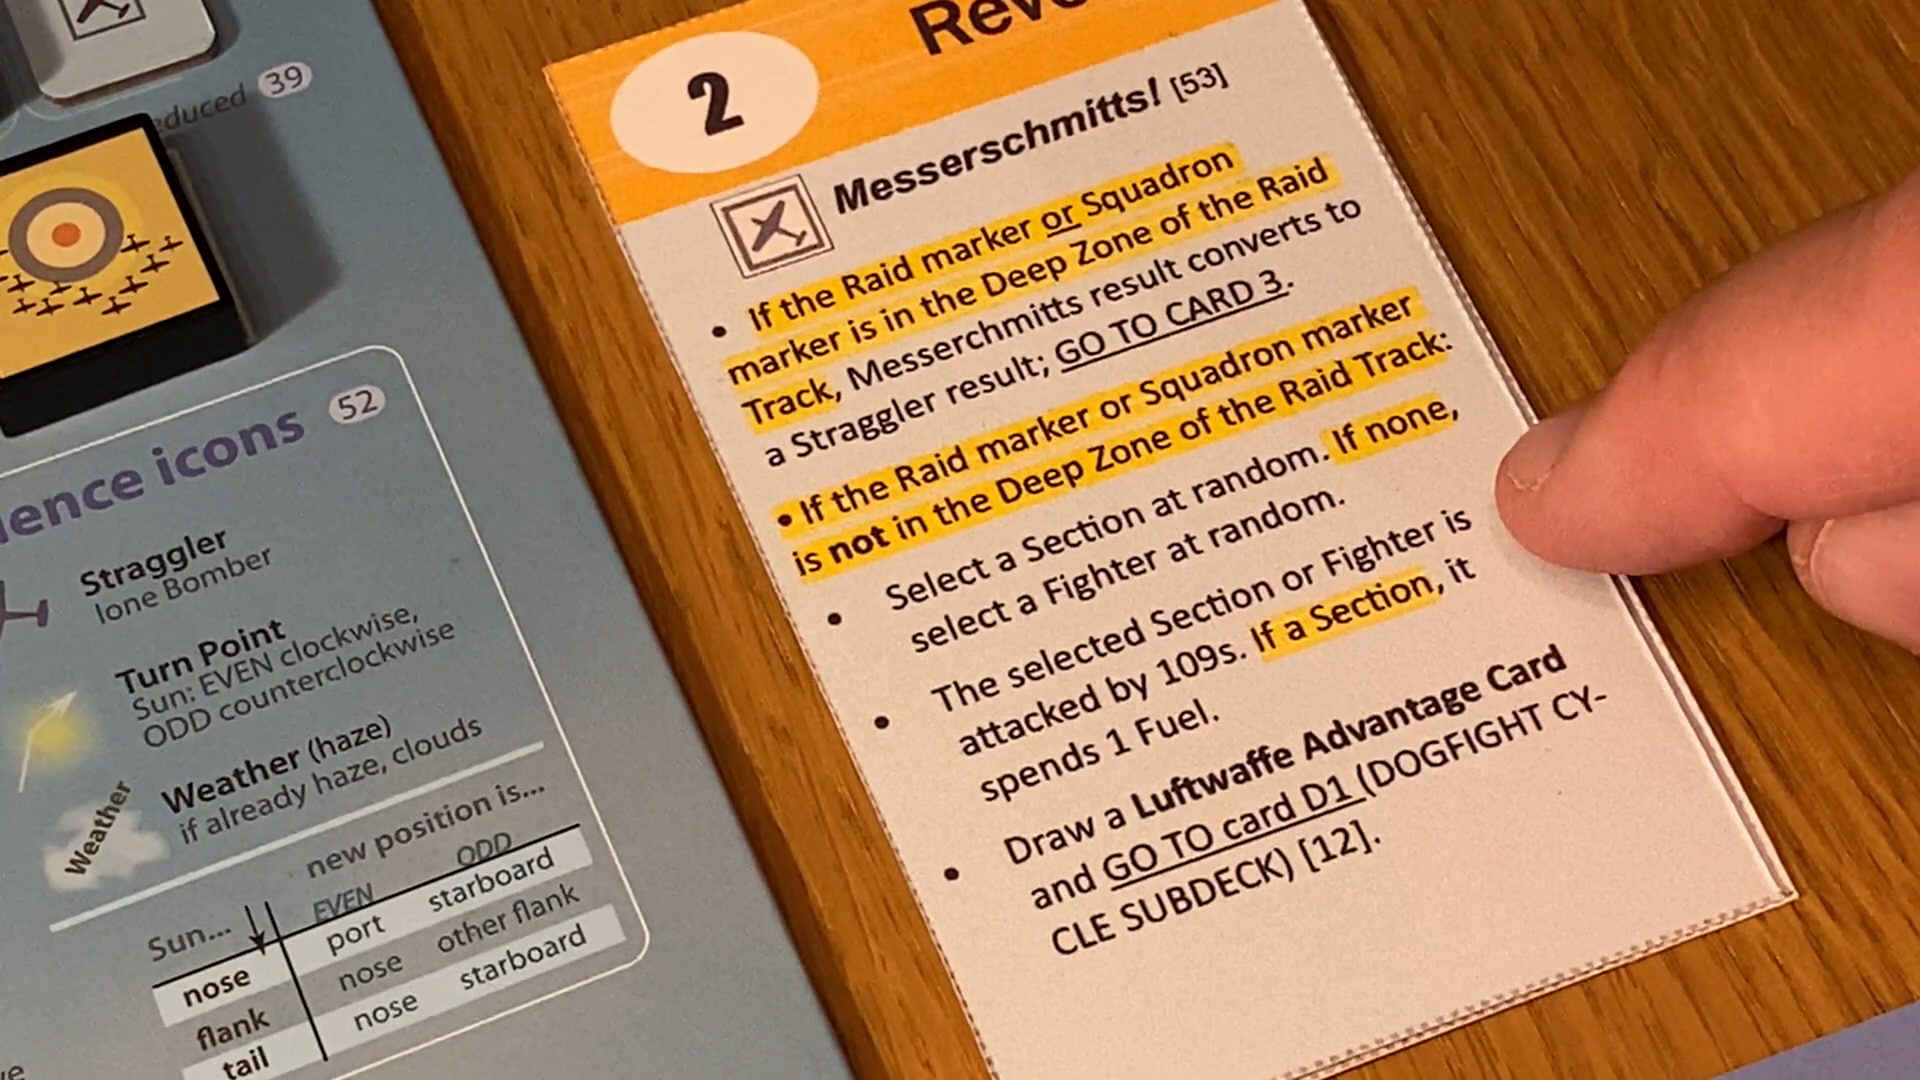 educed 39
ence icons 52
Straggler
lone Bomber
Turn Point
Sun: EVEN clockwise,
ODD counterclockwise
Weather (haze)
if already haze, clouds
Weather
new position is...
Sun... EVEN ODD
nose port starboard
flank nose other flank
tail nose starboard
2
Messerschmitts! [53]
• If the Raid marker or Squadron
marker is in the Deep Zone of the Raid
Track, Messerchmitts result converts to
a Straggler result; GO TO CARD 3.
• If the Raid marker or Squadron marker
is not in the Deep Zone of the Raid Track:
• Select a Section at random. If none,
select a Fighter at random.
• The selected Section or Fighter is
attacked by 109s. If a Section, it
spends 1 Fuel.
• Draw a Luftwaffe Advantage Card
and GO TO card D1 (DOGFIGHT CY-
CLE SUBDECK) [12].